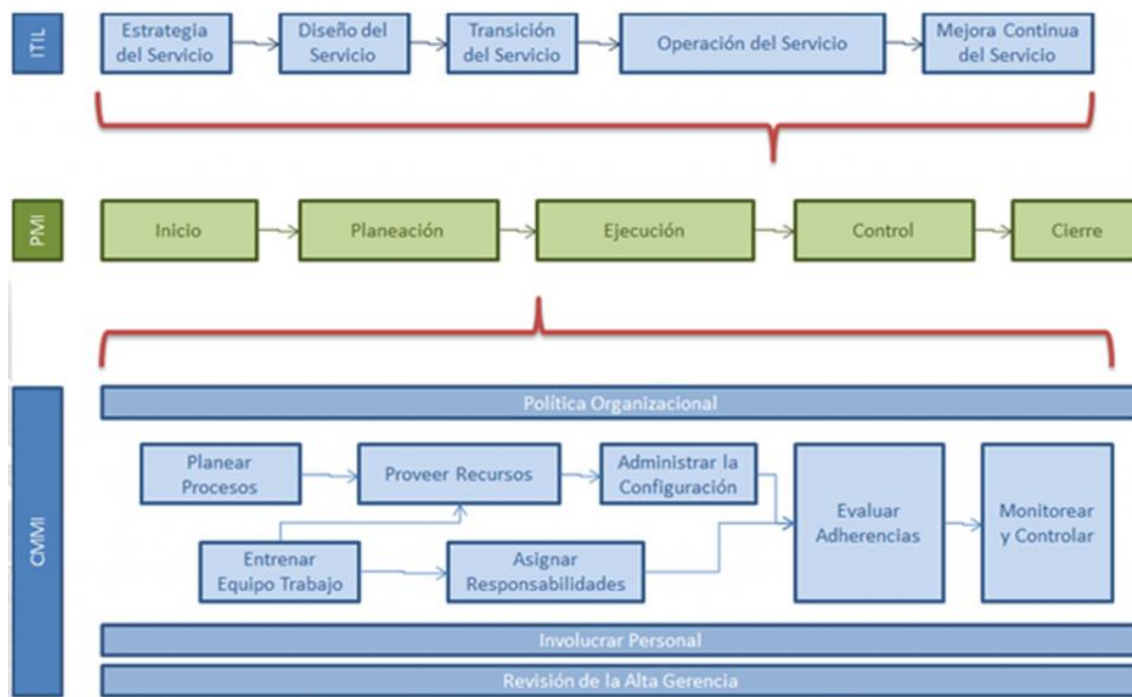 ITIL
Estrategia
del Servicio
Diseño del
Servicio
Transición
del Servicio
Operación del Servicio
Mejora Continua
del Servicio
PMI
Inicio
Planeación
Ejecución
Control
Cierre
CMMI
Política Organizacional
Planear
Procesos
Proveer Recursos
Administrar la
Configuración
Evaluar
Adherencias
Monitorear
y Controlar
Entrenar
Equipo Trabajo
Asignar
Responsabilidades
Involucrar Personal
Revisión de la Alta Gerencia